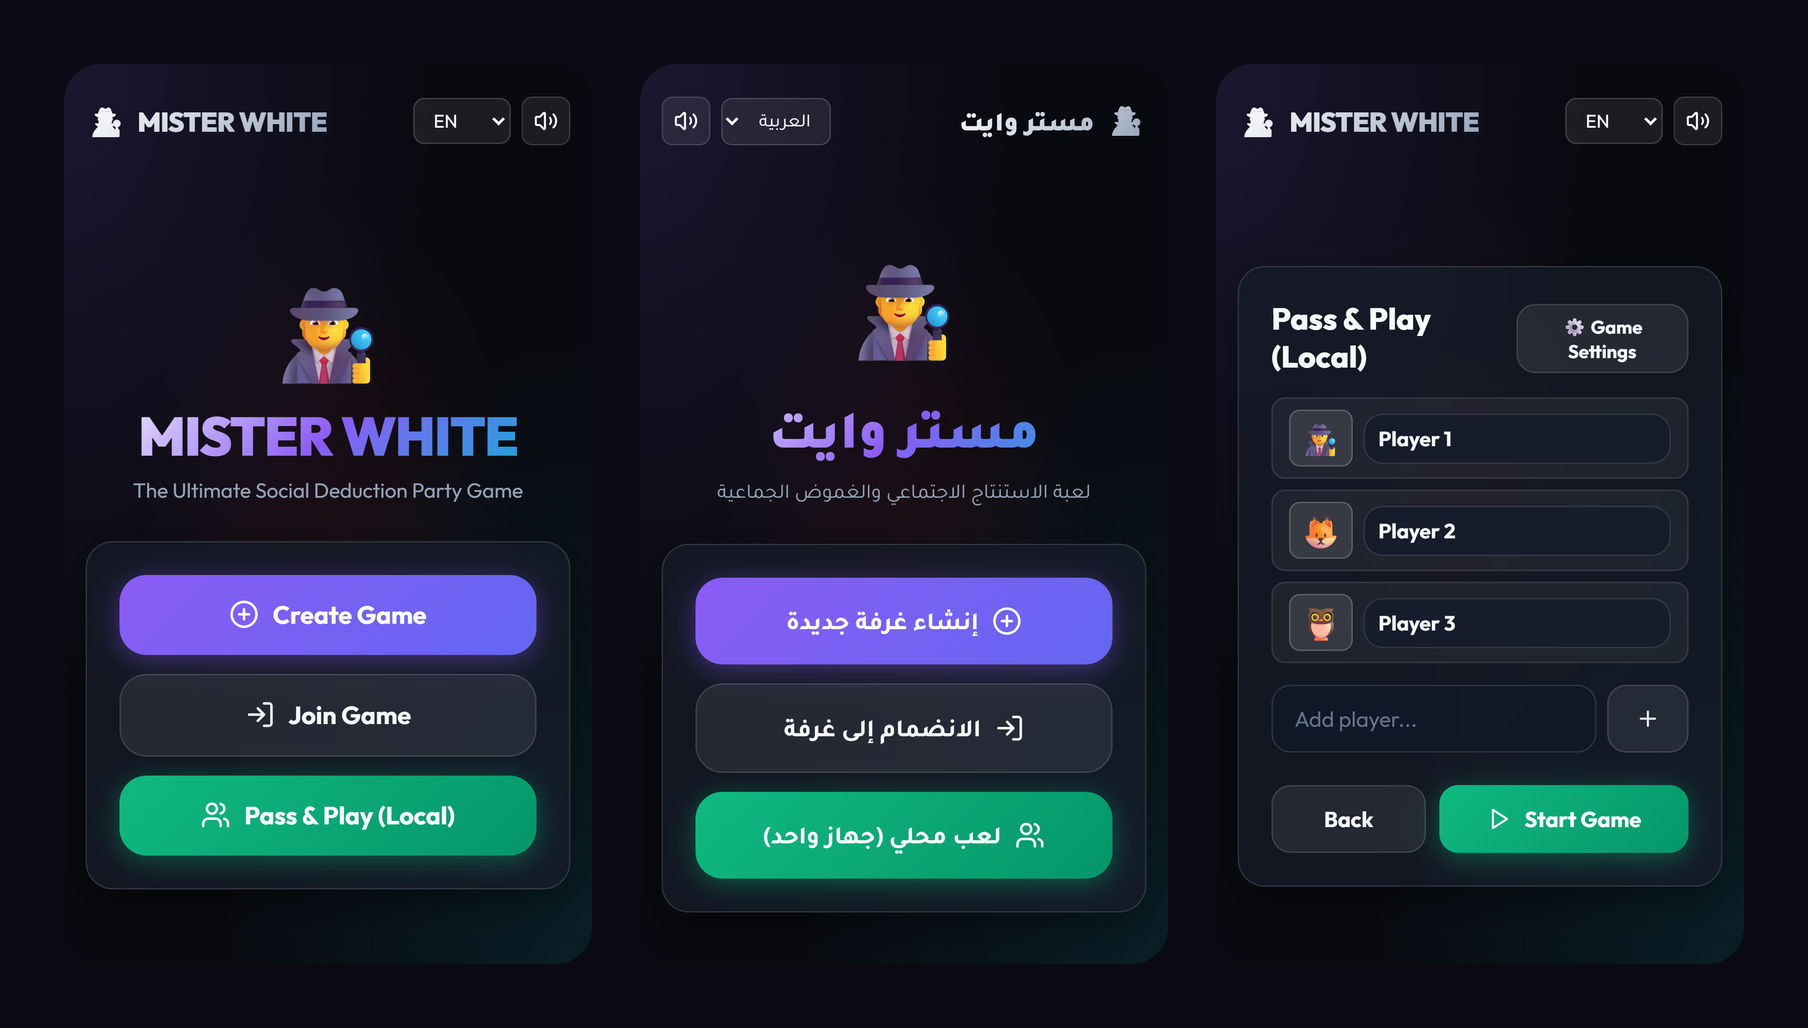 MISTER WHITE
EN
MISTER WHITE
The Ultimate Social Deduction Party Game
Create Game
Join Game
Pass & Play (Local)
مستر وايت
العربية
مستر وايت
لعبة الاستنتاج الاجتماعي والغموض الجماعية
إنشاء غرفة جديدة
الانضمام إلى غرفة
لعب محلي (جهاز واحد)
MISTER WHITE
EN
Pass & Play
(Local)
Game
Settings
Player 1
Player 2
Player 3
Add player...
Back
Start Game